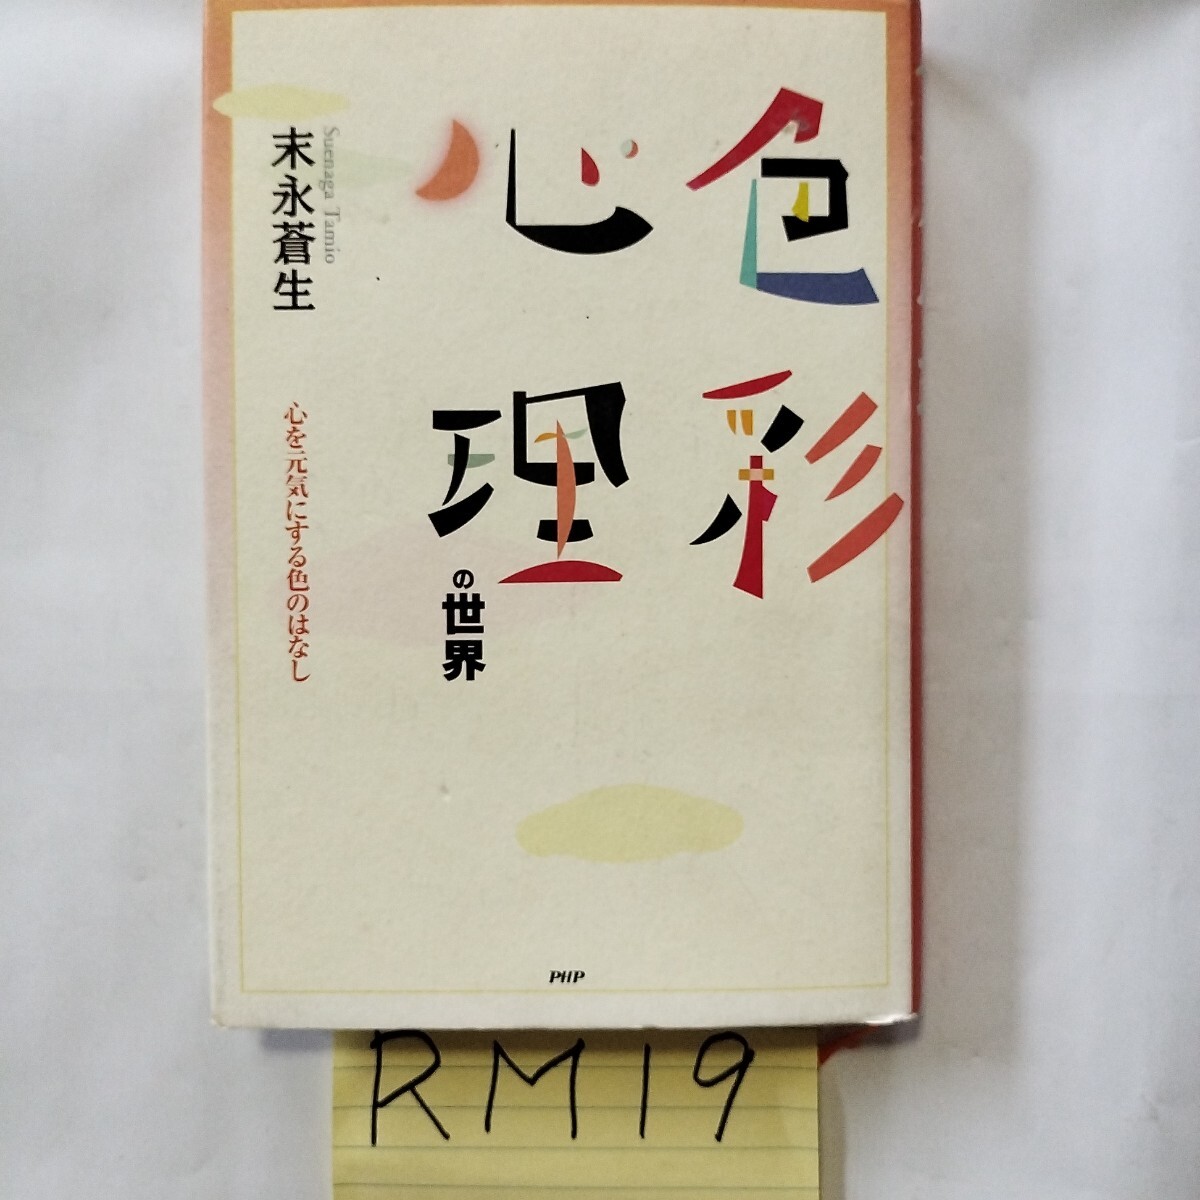 色彩
心理
の世界
Suenaga Tamio
末永蒼生
心を元気にする色のはなし
PHP
RM19